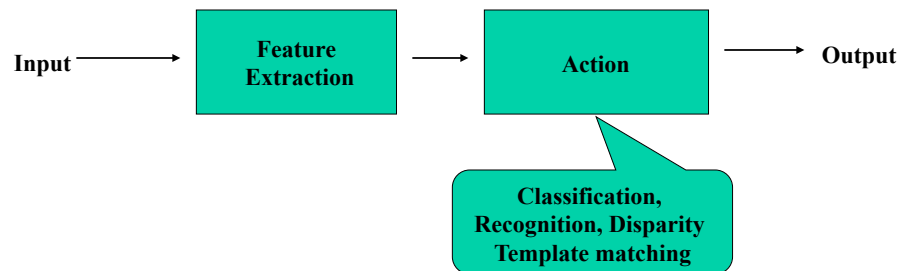 Input
Feature
Extraction
Action
Output
Classification,
Recognition, Disparity
Template matching